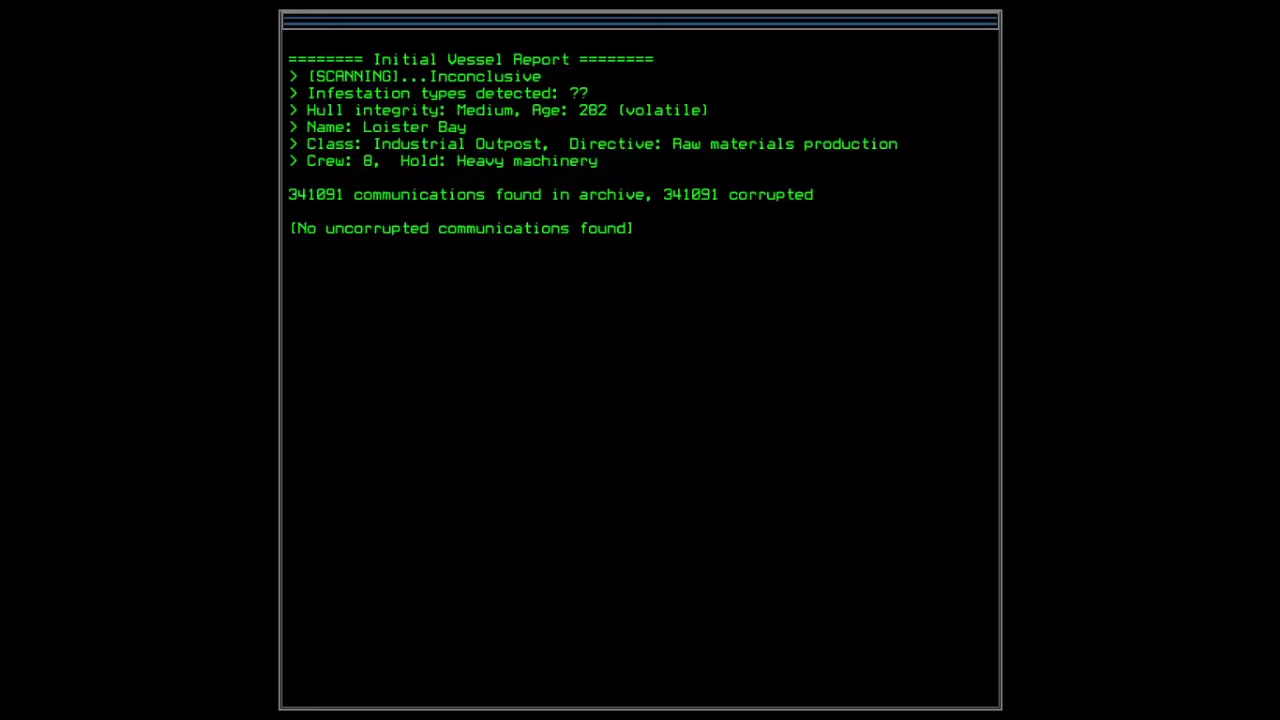 ======== Initial Vessel Report ========
> [SCANNING]...Inconclusive
> Infestation types detected: ??
> Hull integrity: Medium, Age: 282 (volatile)
> Name: Loister Bay
> Class: Industrial Outpost,  Directive: Raw materials production
> Crew: 8,  Hold: Heavy machinery
341091 communications found in archive, 341091 corrupted
[No uncorrupted communications found]